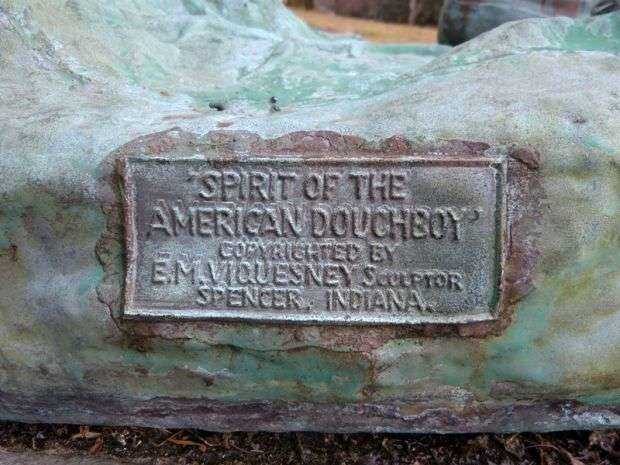 "SPIRIT OF THE
AMERICAN DOUGHBOY"
COPYRIGHTED BY
E.M. VIQUESNEY SCULPTOR
SPENCER, INDIANA.